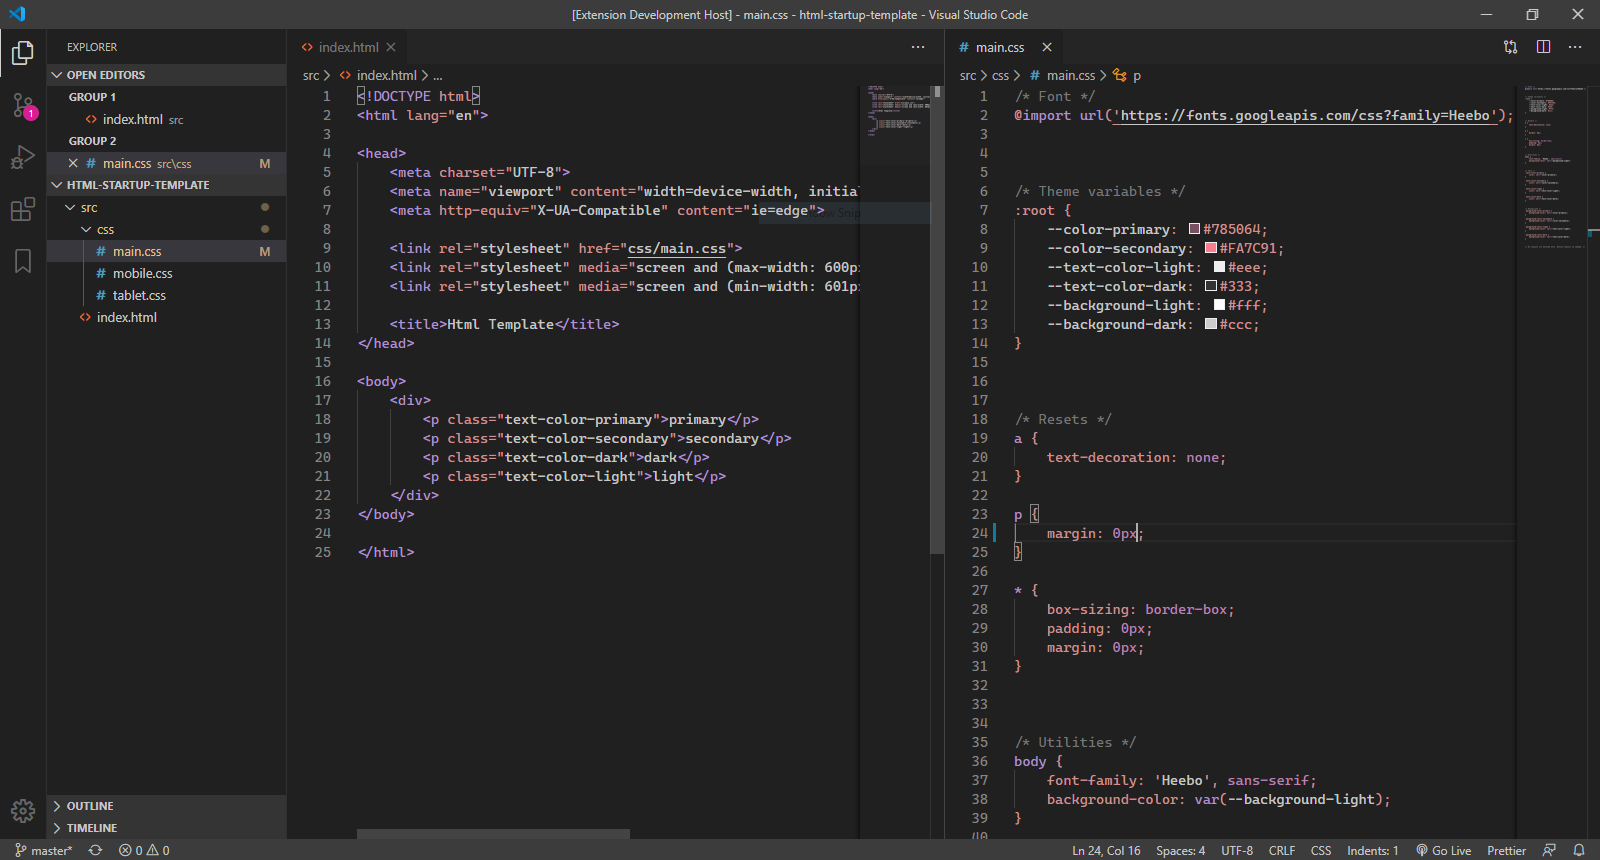 [Extension Development Host] - main.css - html-startup-template - Visual Studio Code
EXPLORER
OPEN EDITORS
GROUP 1
index.html src
GROUP 2
main.css src\css M
HTML-STARTUP-TEMPLATE
src
css
main.css M
mobile.css
tablet.css
index.html
OUTLINE
TIMELINE
1
index.html
src > index.html > ...
1 <!DOCTYPE html>
2 <html lang="en">
3
4 <head>
5 <meta charset="UTF-8">
6 <meta name="viewport" content="width=device-width, initial
7 <meta http-equiv="X-UA-Compatible" content="ie=edge">
8
9 <link rel="stylesheet" href="css/main.css">
10 <link rel="stylesheet" media="screen and (max-width: 600p
11 <link rel="stylesheet" media="screen and (min-width: 601p
12
13 <title>Html Template</title>
14 </head>
15
16 <body>
17 <div>
18 <p class="text-color-primary">primary</p>
19 <p class="text-color-secondary">secondary</p>
20 <p class="text-color-dark">dark</p>
21 <p class="text-color-light">light</p>
22 </div>
23 </body>
24
25 </html>
# main.css
src > css > # main.css > p
1 /* Font */
2 @import url('https://fonts.googleapis.com/css?family=Heebo');
3
4
5
6 /* Theme variables */
7 :root {
8 --color-primary: #785064;
9 --color-secondary: #FA7C91;
10 --text-color-light: #eee;
11 --text-color-dark: #333;
12 --background-light: #fff;
13 --background-dark: #ccc;
14 }
15
16
17
18 /* Resets */
19 a {
20 text-decoration: none;
21 }
22
23 p {
24 margin: 0px;
25 }
26
27 * {
28 box-sizing: border-box;
29 padding: 0px;
30 margin: 0px;
31 }
32
33
34
35 /* Utilities */
36 body {
37 font-family: 'Heebo', sans-serif;
38 background-color: var(--background-light);
39 }
40
master* 0 0 Ln 24, Col 16 Spaces: 4 UTF-8 CRLF CSS Indents: 1 Go Live Prettier